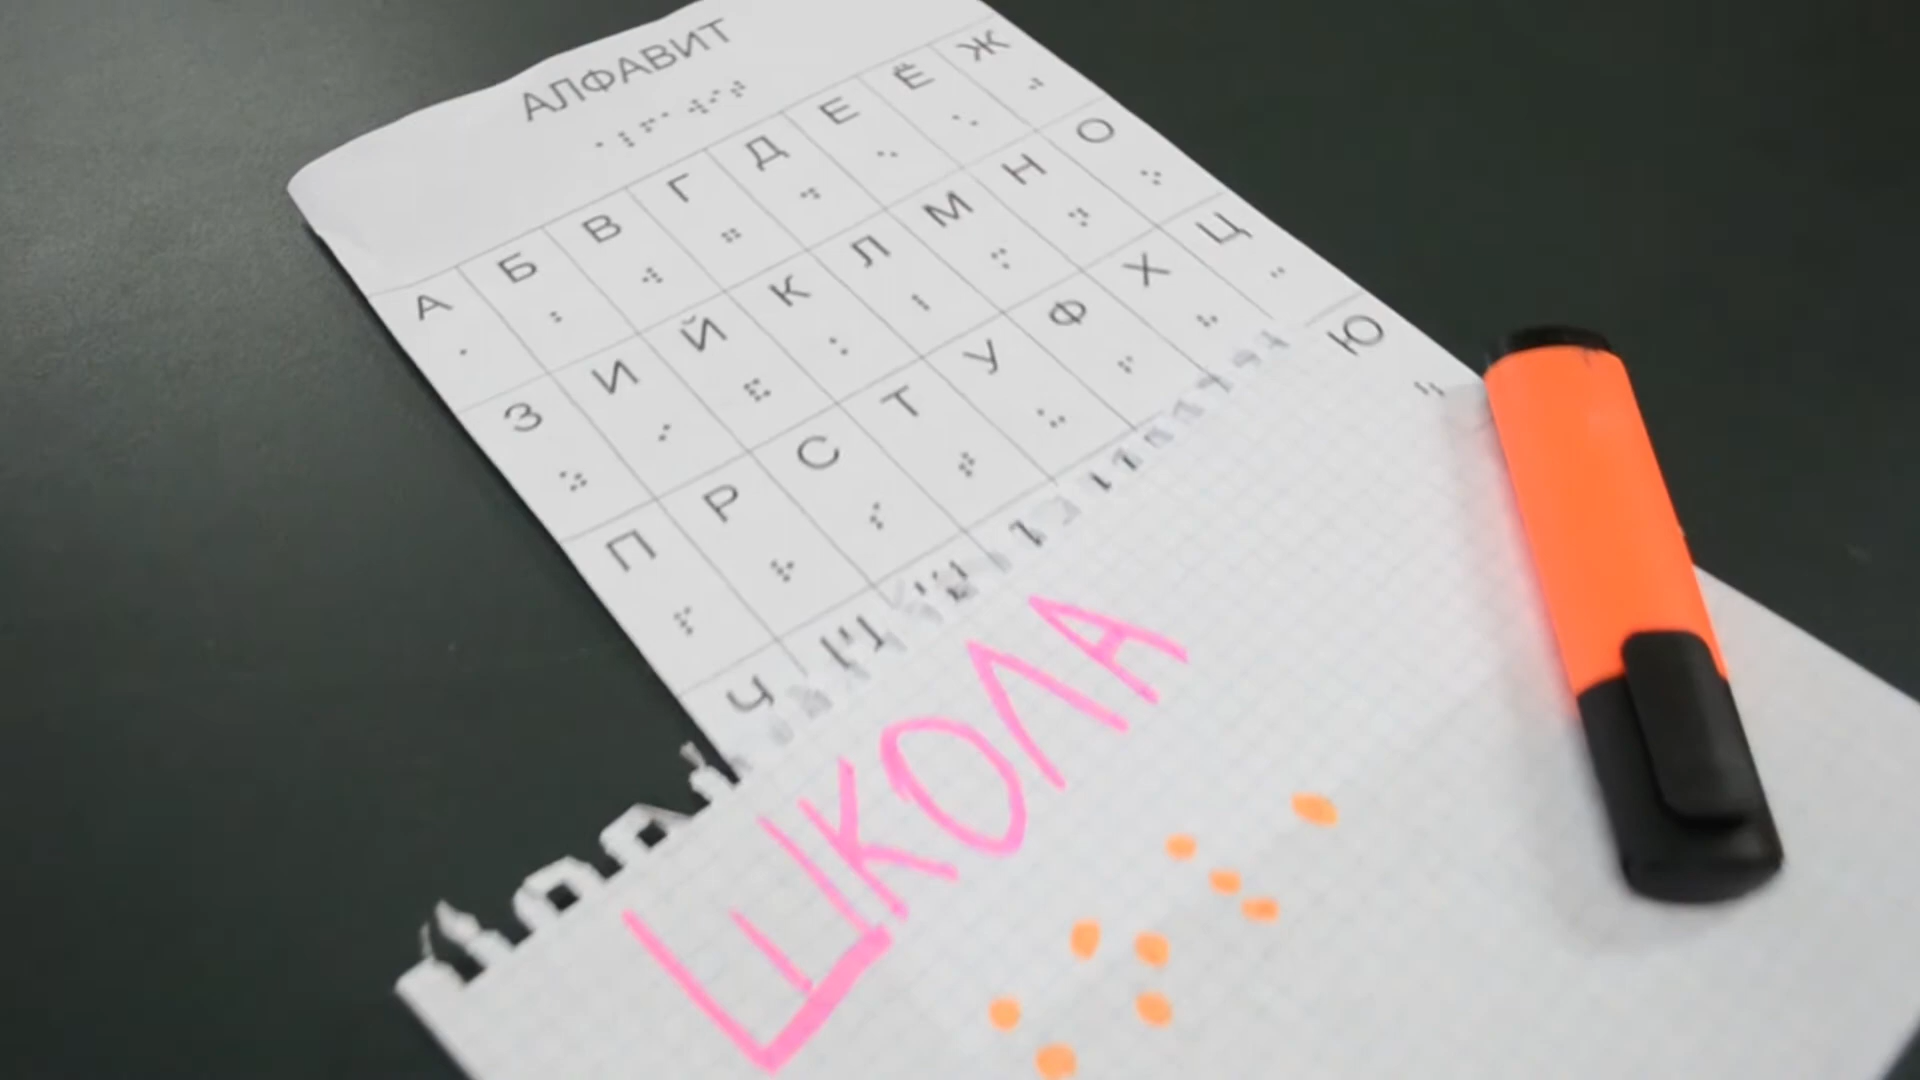 АЛФАВИТ
А Б В Г Д Е Ё Ж
З И Й К Л М Н О
П Р С Т У Ф Х Ц
Ч Ш Ю
ШКОЛА